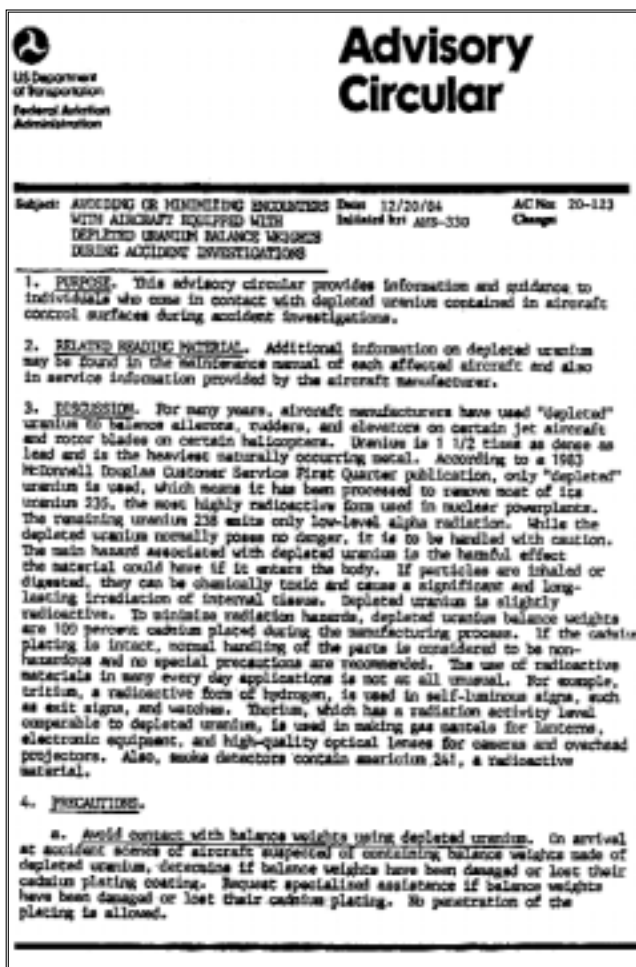 US Department
of Transportation
Federal Aviation
Administration
Advisory
Circular
Subject: AVOIDING OR MINIMIZING ENCOUNTERS
WITH AIRCRAFT EQUIPPED WITH
DEPLETED URANIUM BALANCE WEIGHTS
DURING ACCIDENT INVESTIGATIONS
Date: 12/20/84
Initiated by: AWS-330
AC No: 20-123
Change:
1. PURPOSE. This advisory circular provides information and guidance to
individuals who come in contact with depleted uranium contained in aircraft
control surfaces during accident investigations.
2. RELATED READING MATERIAL. Additional information on depleted uranium
may be found in the maintenance manual of each affected aircraft and also
in service information provided by the aircraft manufacturer.
3. DISCUSSION. For many years, aircraft manufacturers have used "depleted"
uranium to balance ailerons, rudders, and elevators on certain jet aircraft
and rotor blades on certain helicopters. Uranium is 1 1/2 times as dense as
lead and is the heaviest naturally occurring metal. According to a 1983
McDonnell Douglas Customer Service First Quarter publication, only "depleted"
uranium is used, which means it has been processed to remove most of its
uranium 235, the most highly radioactive form used in nuclear powerplants.
The remaining uranium 238 emits only low-level alpha radiation. While the
depleted uranium normally poses no danger, it is to be handled with caution.
The main hazard associated with depleted uranium is the harmful effect
the material could have if it enters the body. If particles are inhaled or
digested, they can be chemically toxic and cause a significant and long-
lasting irradiation of internal tissue. Depleted uranium is slightly
radioactive. To minimize radiation hazards, depleted uranium balance weights
are 100 percent cadmium plated during the manufacturing process. If the cadmium
plating is intact, normal handling of the parts is considered to be non-
hazardous and no special precautions are recommended. The use of radioactive
materials in many every day applications is not at all unusual. For example,
tritium, a radioactive form of hydrogen, is used in self-luminous signs, such
as exit signs, and watches. Thorium, which has a radiation activity level
comparable to depleted uranium, is used in making gas mantels for lanterns,
electronic equipment, and high-quality optical lenses for cameras and overhead
projectors. Also, smoke detectors contain americium 241, a radioactive
material.
4. PRECAUTIONS.
a. Avoid contact with balance weights using depleted uranium. On arrival
at accident scene of aircraft suspected of containing balance weights made of
depleted uranium, determine if balance weights have been damaged or lost their
cadmium plating coating. Request specialized assistance if balance weights
have been damaged or lost their cadmium plating. No penetration of the
plating is allowed.